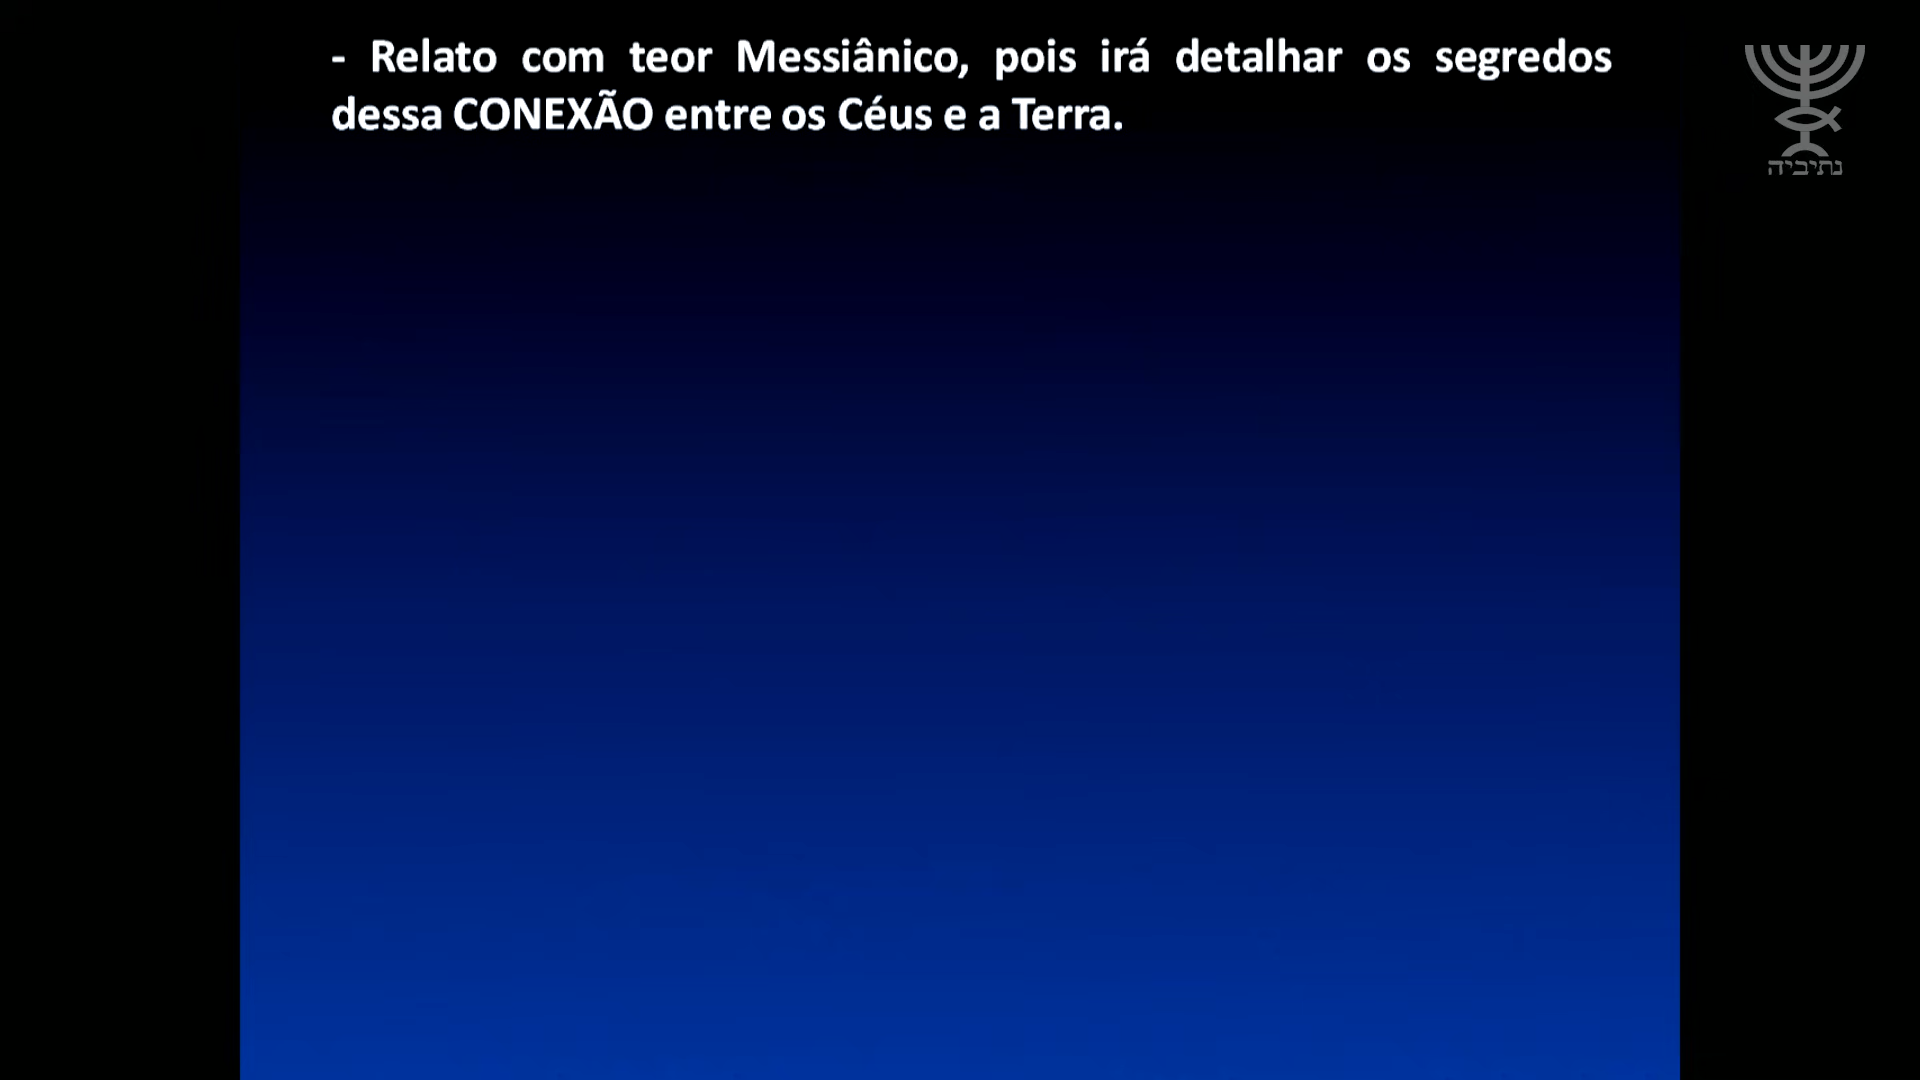 - Relato com teor Messiânico, pois irá detalhar os segredos
dessa CONEXÃO entre os Céus e a Terra.
נתיביה